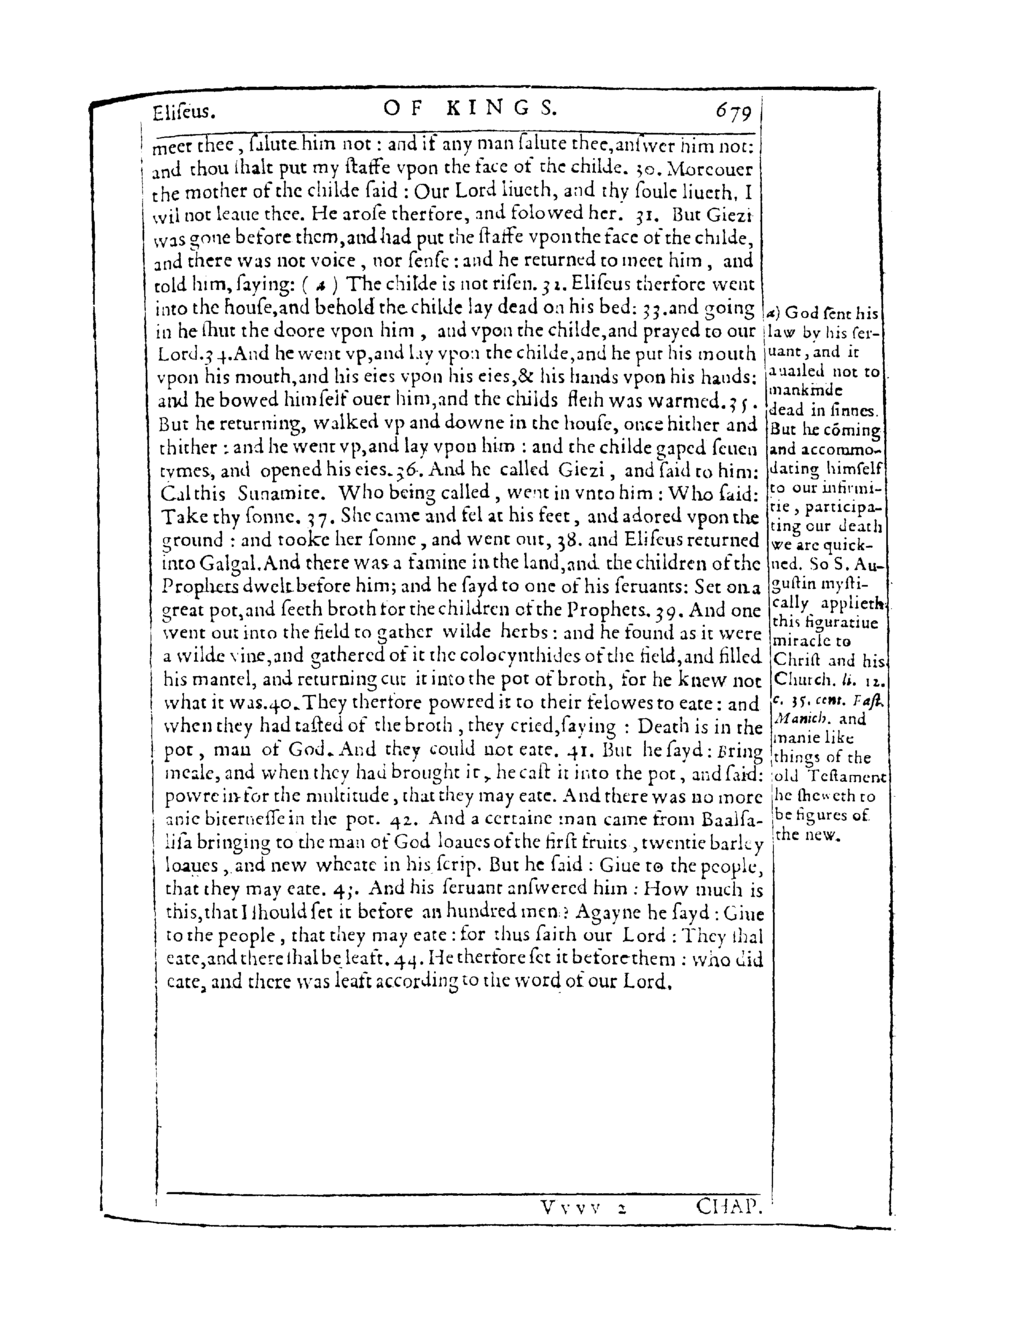 Eliſeus. OF KINGS. 679
meet thee, ſalute him not: and if any man ſalute thee, anſwer him not:
and thou ſhalt put my ſtaffe vpon the face of the childe. 30. Moreouer
the mother of the childe ſaid: Our Lord liueth, and thy ſoule liueth, I
wil not leaue thee. He aroſe therfore, and folowed her. 31. But Giezi
was gone before them, and had put the ſtaffe vpon the face of the childe,
and there was not voice, nor ſenſe: and he returned to meet him, and
told him, ſaying: (a) The childe is not riſen. 32. Eliſeus therfore went
into the houſe, and behold the childe lay dead on his bed: 33. and going
in he ſhut the doore vpon him, and vpon the childe, and prayed to our
Lord. 34. And he went vp, and lay vpon the childe, and he put his mouth
vpon his mouth, and his eies vpon his eies, & his hands vpon his hands:
and he bowed himſelf ouer him, and the childs fleſh was warmed. 35.
But he returning, walked vp and downe in the houſe, once hither and
thither: and he went vp, and lay vpon him: and the childe gaped ſeuen
tymes, and opened his eies. 36. And he called Giezi, and ſaid to him:
Cal this Sunamite. Who being called, went in vnto him: Who ſaid:
Take thy ſonne. 37. She came and fel at his feet, and adored vpon the
ground: and tooke her ſonne, and went out, 38. and Eliſeus returned
into Galgal. And there was a famine in the land, and the children of the
Prophets dwelt before him; and he ſayd to one of his ſeruants: Set on a
great pot, and ſeeth broth for the children of the Prophets. 39. And one
went out into the field to gather wilde herbs: and he found as it were
a wilde vine, and gathered of it the colocynthides of the field, and filled
his mantel, and returning cut it into the pot of broth, for he knew not
what it was. 40. They therfore powred it to their felowes to eate: and
when they had taſted of the broth, they cried, ſaying: Death is in the
pot, man of God. And they could not eate. 41. But he ſayd: Bring
meale, and when they had brought it, he caſt it into the pot, and ſaid:
powre in for the multitude, that they may eate. And there was no more
anie bitterneſſe in the pot. 42. And a certaine man came from Baalſa-
liſa bringing to the man of God loaues of the firſt fruits, twentie barley
loaues, and new wheate in his ſcrip. But he ſaid: Giue to the people,
that they may eate. 43. And his ſeruant anſwered him: How much is
this, that I ſhould ſet it before an hundred men? Agayne he ſayd: Giue
to the people, that they may eate: for thus ſaith our Lord: They ſhal
eate, and there ſhal be leaft. 44. He therfore ſet it before them: who did
eate, and there was leaft according to the word of our Lord.
a) God ſent his
law by his ſer-
uant, and it
auailed not to
mankinde
dead in ſinnes.
But he cōming
and accommo-
dating himſelf
to our infirmi-
tie, participa-
ting our death
we are quick-
ned. So S. Au-
guſtin myſti-
cally applieth
this figuratiue
miracle to
Chriſt and his
Church. li. 12.
c. 35. cont. Fauſt.
Manich. and
manie like
things of the
old Teſtament
he ſheweth to
be figures of
the new.
Vvvv 2 CHAP.